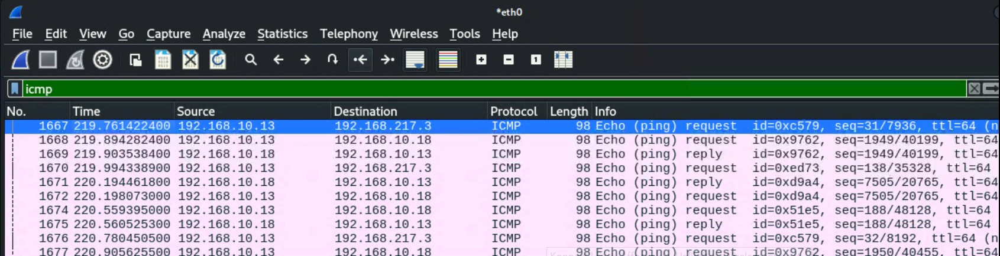 *eth0
File Edit View Go Capture Analyze Statistics Telephony Wireless Tools Help
icmp
No. Time Source Destination Protocol Length Info
1667 219.761422400 192.168.10.13 192.168.217.3 ICMP 98 Echo (ping) request id=0xc579, seq=31/7936, ttl=64 (n
1668 219.894282400 192.168.10.13 192.168.10.18 ICMP 98 Echo (ping) request id=0x9762, seq=1949/40199, ttl=64
1669 219.903538400 192.168.10.18 192.168.10.13 ICMP 98 Echo (ping) reply id=0x9762, seq=1949/40199, ttl=64
1670 219.994338900 192.168.10.13 192.168.217.3 ICMP 98 Echo (ping) request id=0xed73, seq=138/35328, ttl=64
1671 220.194461800 192.168.10.18 192.168.10.13 ICMP 98 Echo (ping) reply id=0xd9a4, seq=7505/20765, ttl=64
1672 220.198073000 192.168.10.13 192.168.10.18 ICMP 98 Echo (ping) request id=0xd9a4, seq=7505/20765, ttl=64
1674 220.559395000 192.168.10.13 192.168.10.18 ICMP 98 Echo (ping) request id=0x51e5, seq=188/48128, ttl=64
1675 220.560525300 192.168.10.18 192.168.10.13 ICMP 98 Echo (ping) reply id=0x51e5, seq=188/48128, ttl=64
1676 220.780450500 192.168.10.13 192.168.217.3 ICMP 98 Echo (ping) request id=0xc579, seq=32/8192, ttl=64 (n
1677 220.905625500 192.168.10.13 192.168.10.18 ICMP 98 Echo (ping) request id=0x9762, seq=1950/40455, ttl=64